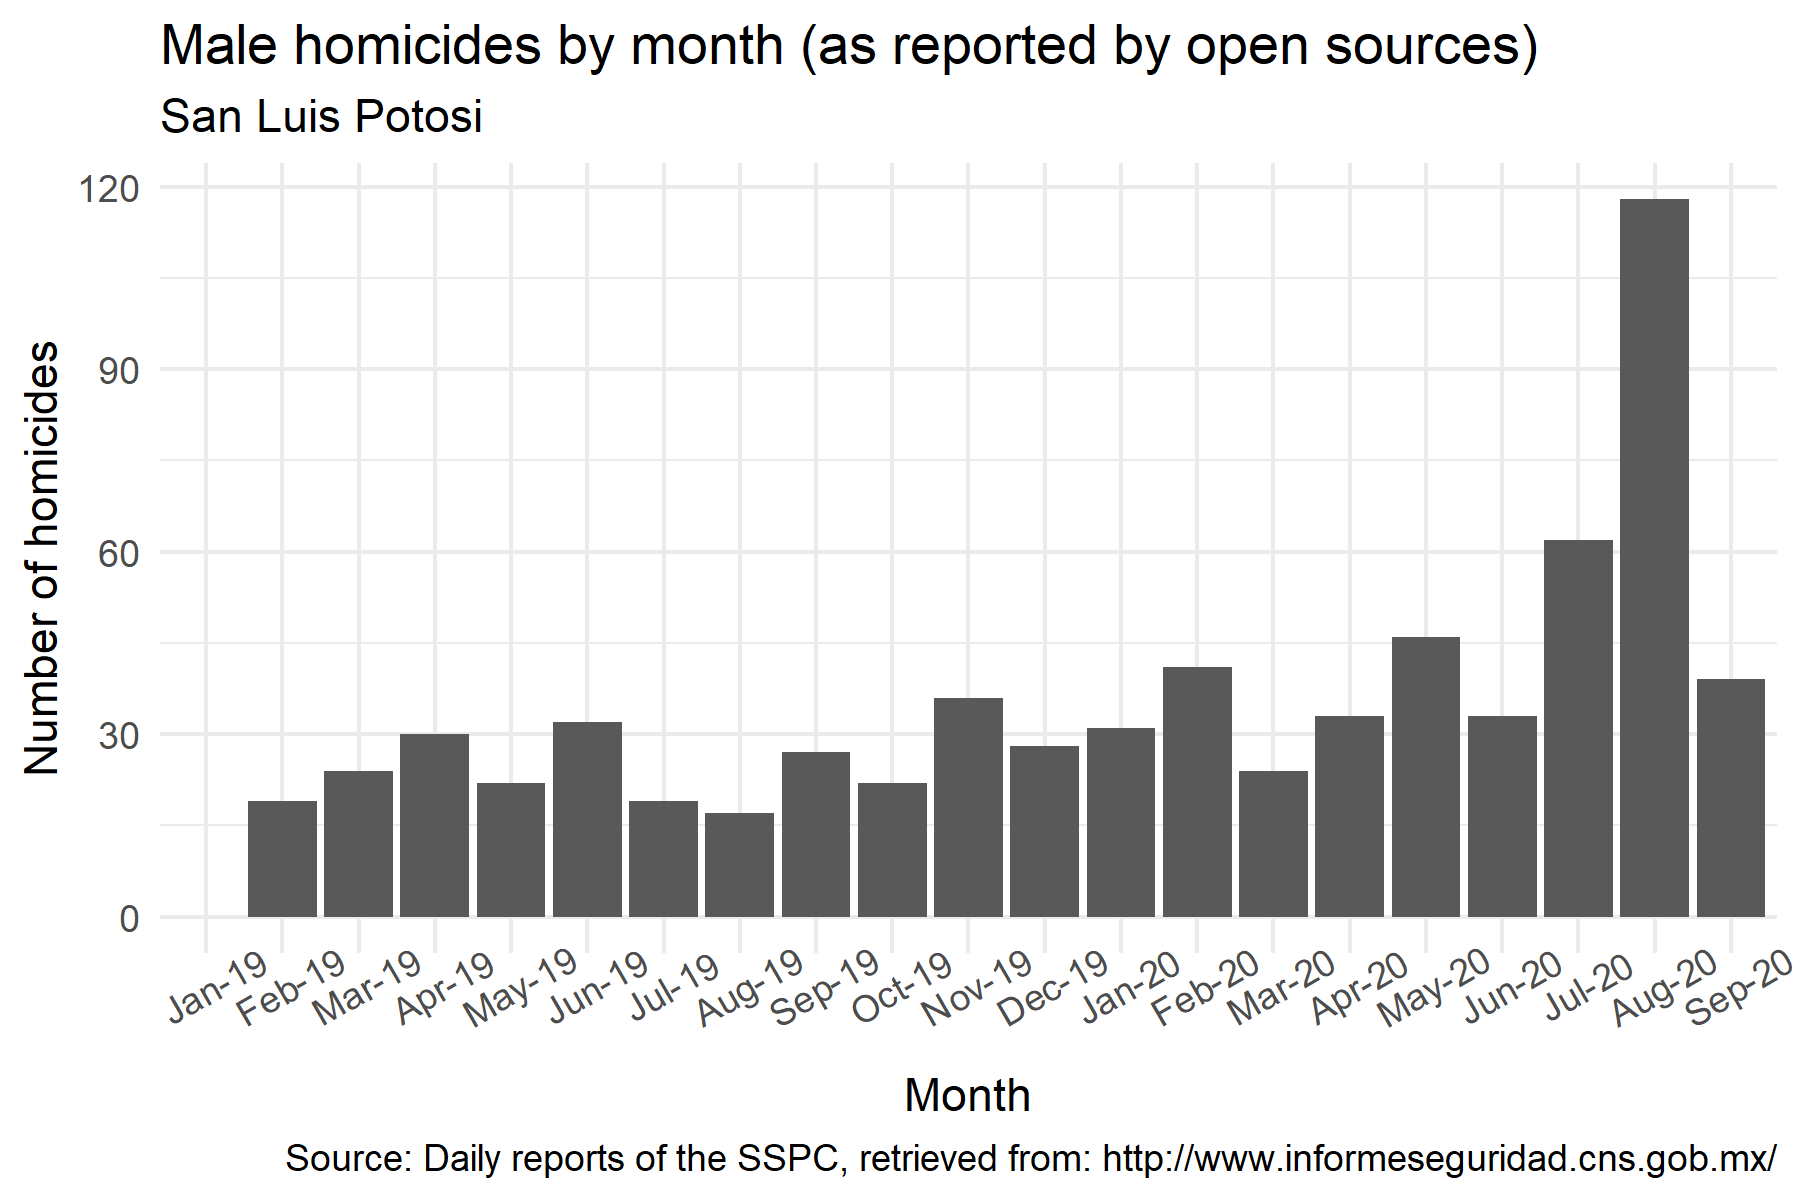 Male homicides by month (as reported by open sources)
San Luis Potosi
Number of homicides
120
90
60
30
0
Jan-19
Feb-19
Mar-19
Apr-19
May-19
Jun-19
Jul-19
Aug-19
Sep-19
Oct-19
Nov-19
Dec-19
Jan-20
Feb-20
Mar-20
Apr-20
May-20
Jun-20
Jul-20
Aug-20
Sep-20
Month
Source: Daily reports of the SSPC, retrieved from: http://www.informeseguridad.cns.gob.mx/